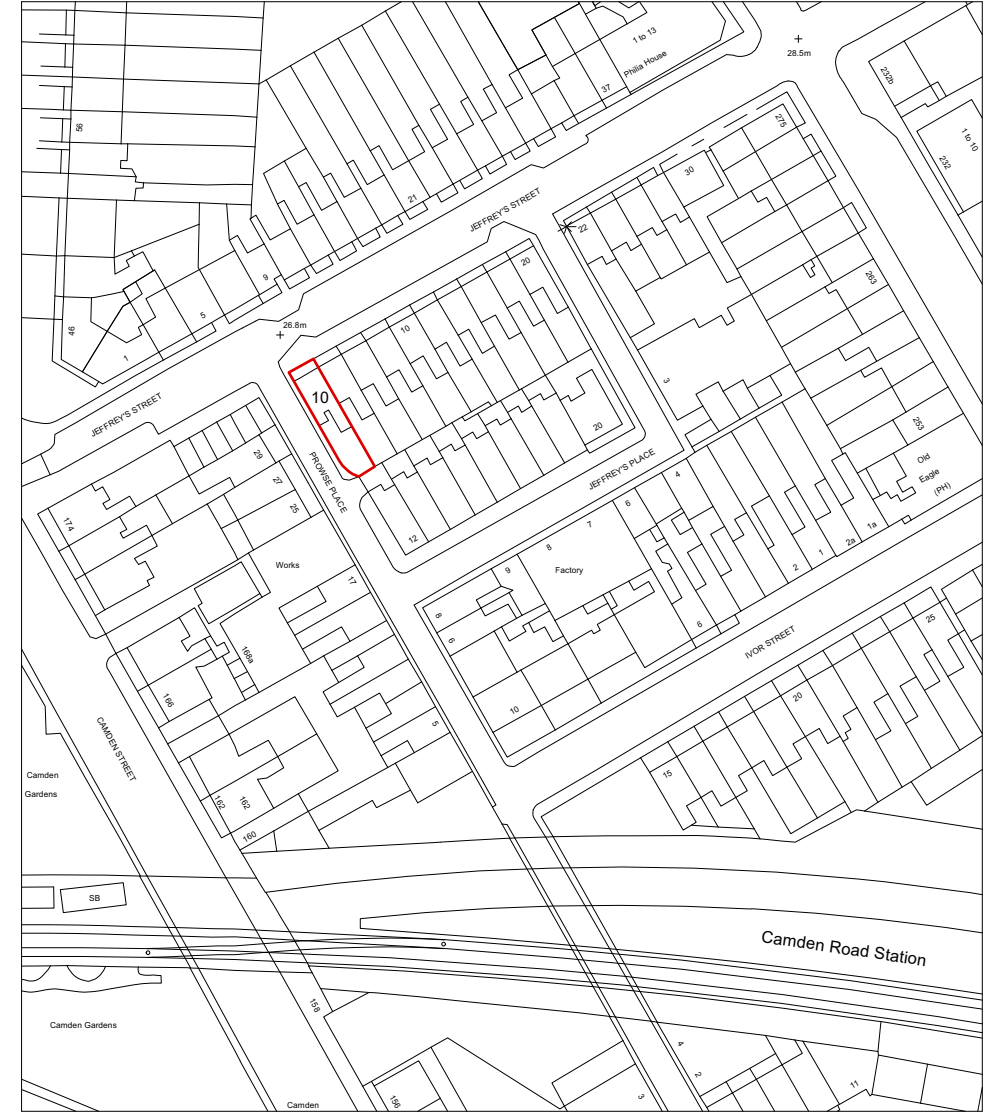 1 to 13
Philia House
37
28.5m
232b
1 to 10
232
56
21
JEFFREY'S STREET
30
275
22
9
5
20
263
46
1
26.8m
10
10
3
JEFFREY'S STREET
29
27
25
174
PROWSE PLACE
20
JEFFREY'S PLACE
253
Old
Eagle
(PH)
12
4
6
7
8
9
Factory
1a
2a
1
2
Works
17
8
6
6
IVOR STREET
25
168a
166
10
20
CAMDEN STREET
5
15
Camden
Gardens
162
162
160
SB
Camden Road Station
158
Camden Gardens
4
2
11
3
156
Camden